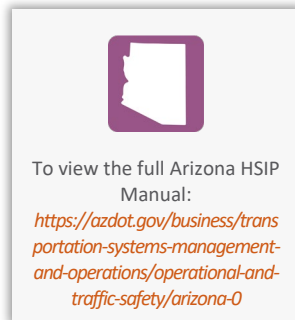 To view the full Arizona HSIP
Manual:
https://azdot.gov/business/trans
portation-systems-management-
and-operations/operational-and-
traffic-safety/arizona-0